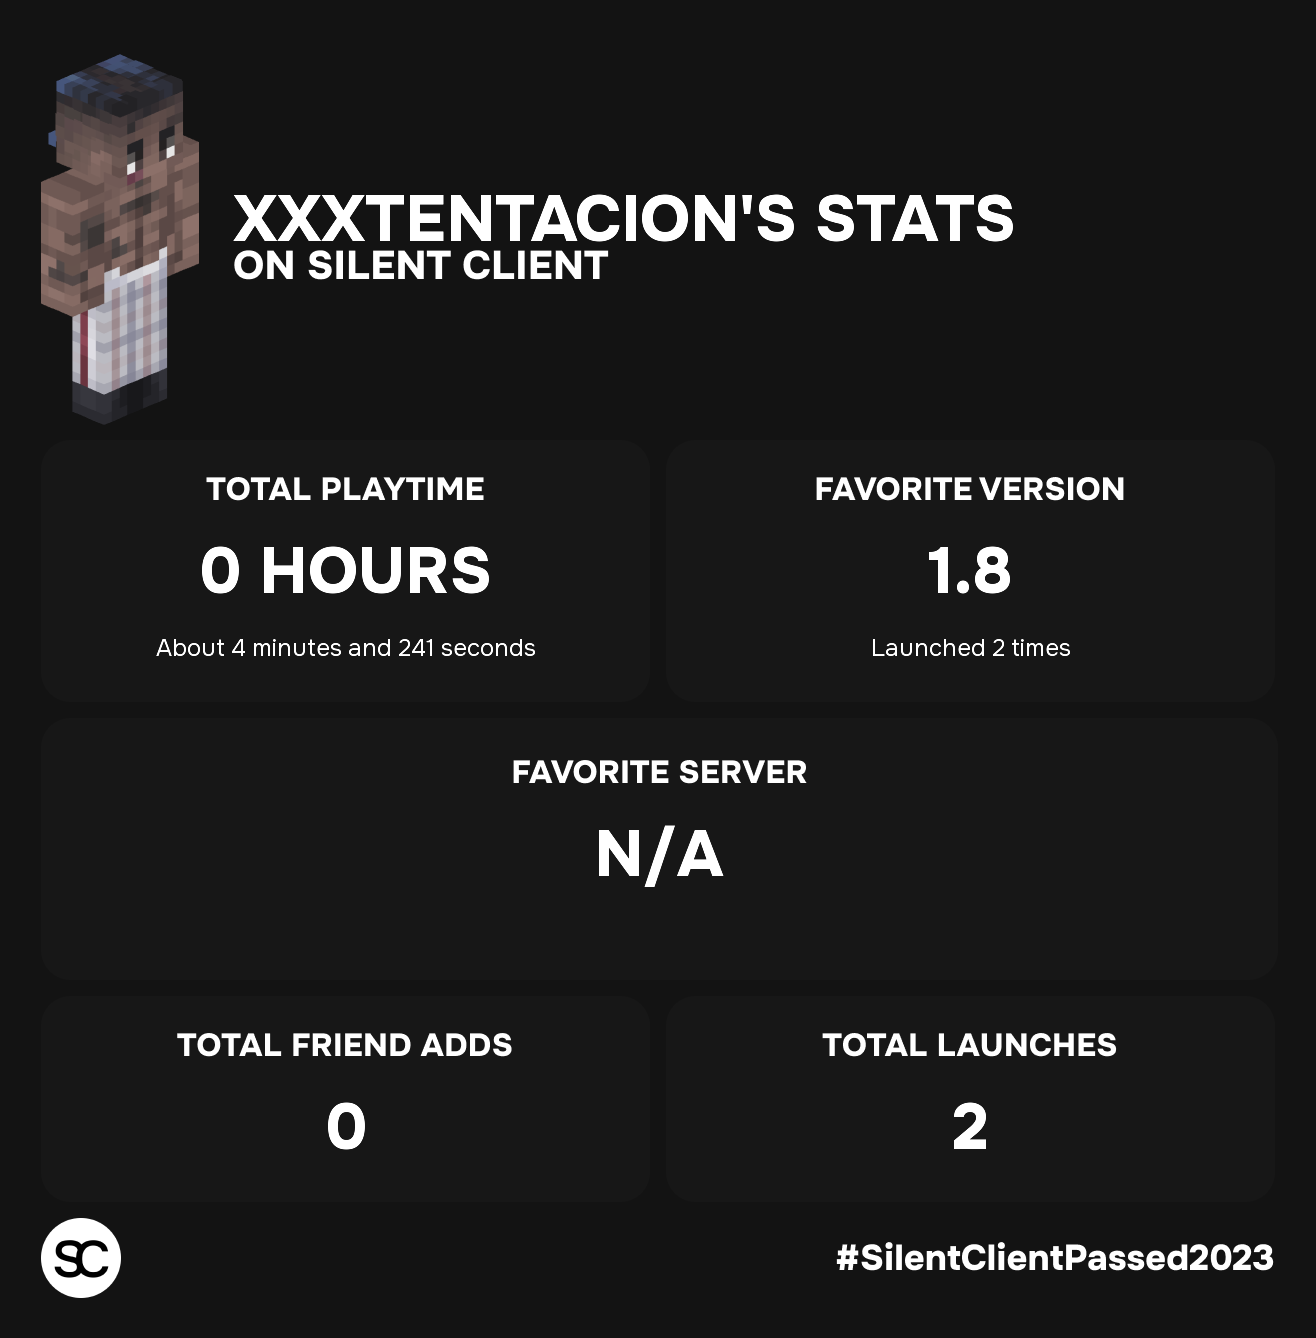 XXXTENTACION'S STATS
ON SILENT CLIENT
TOTAL PLAYTIME
0 HOURS
About 4 minutes and 241 seconds
FAVORITE VERSION
1.8
Launched 2 times
FAVORITE SERVER
N/A
TOTAL FRIEND ADDS
0
TOTAL LAUNCHES
2
SC
#SilentClientPassed2023